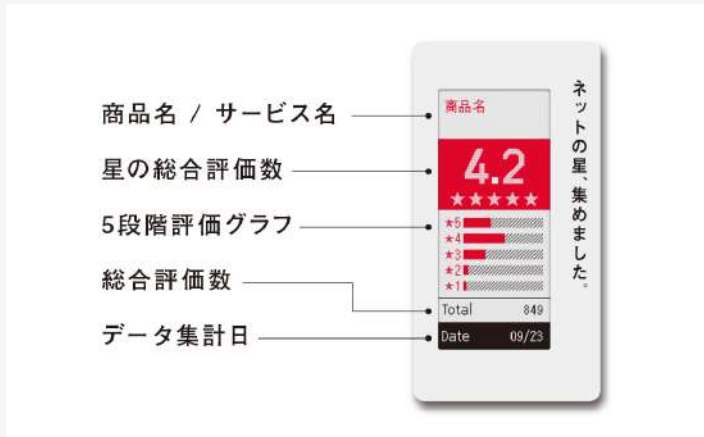 商品名 / サービス名
星の総合評価数
5段階評価グラフ
総合評価数
データ集計日
商品名
4.2
★★★★★
★5
★4
★3
★2
★1
Total 849
Date 09/23
ネットの星、集めました。